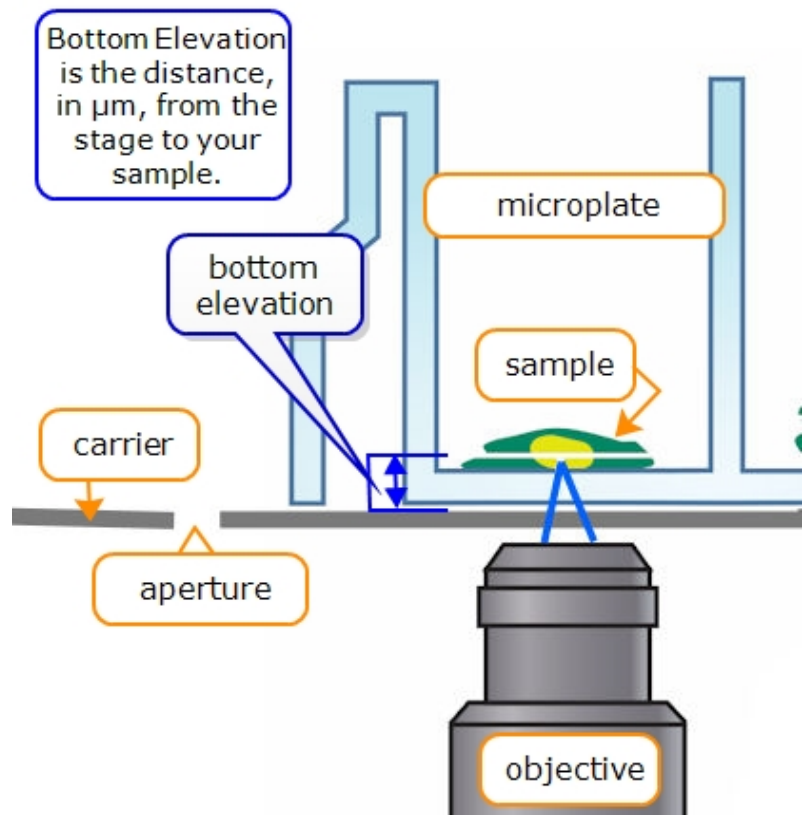 Bottom Elevation
is the distance,
in µm, from the
stage to your
sample.
microplate
bottom
elevation
sample
carrier
aperture
objective